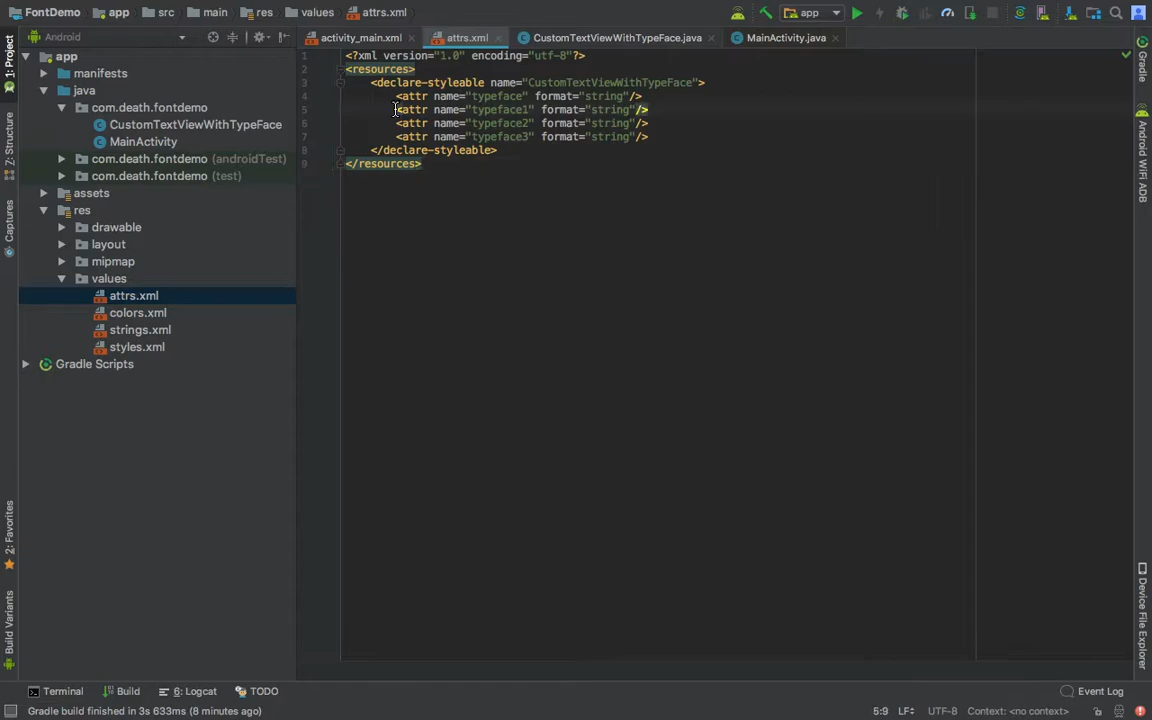 FontDemo app src main res values attrs.xml app
Android activity_main.xml attrs.xml CustomTextViewWithTypeFace.java MainActivity.java
1: Project
Z: Structure
Captures
2: Favorites
Build Variants
app
manifests
java
com.death.fontdemo
CustomTextViewWithTypeFace
MainActivity
com.death.fontdemo (androidTest)
com.death.fontdemo (test)
assets
res
drawable
layout
mipmap
values
attrs.xml
colors.xml
strings.xml
styles.xml
Gradle Scripts
1 <?xml version="1.0" encoding="utf-8"?>
2 <resources>
3 <declare-styleable name="CustomTextViewWithTypeFace">
4 <attr name="typeface" format="string"/>
5 <attr name="typeface1" format="string"/>
6 <attr name="typeface2" format="string"/>
7 <attr name="typeface3" format="string"/>
8 </declare-styleable>
9 </resources>
Gradle
Android WiFi ADB
Device File Explorer
Terminal Build 6: Logcat TODO Event Log
Gradle build finished in 3s 633ms (8 minutes ago) 5:9 LF UTF-8 Context: <no context>